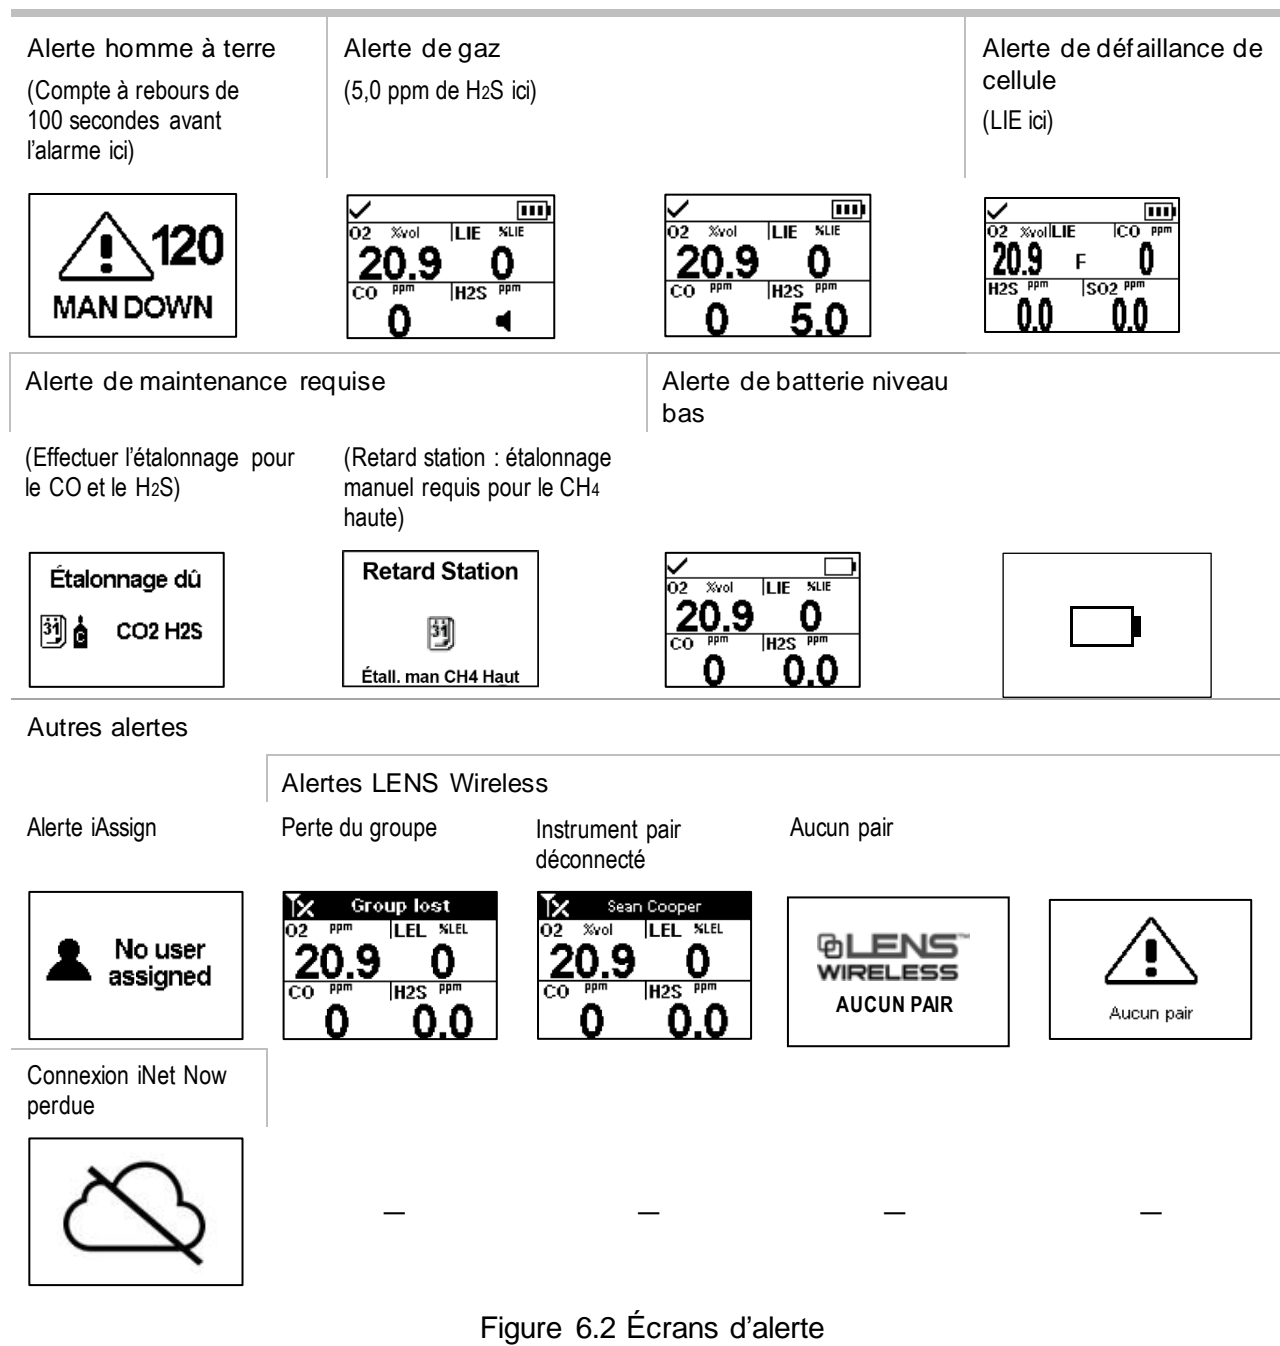 Alerte homme à terre
(Compte à rebours de
100 secondes avant
l'alarme ici)
Alerte de gaz
(5,0 ppm de H2S ici)
Alerte de défaillance de
cellule
(LIE ici)
120
MAN DOWN
O2 %vol LIE %LIE
20.9 0
CO ppm H2S ppm
0
O2 %vol LIE %LIE
20.9 0
CO ppm H2S ppm
0 5.0
O2 %vol LIE CO ppm
20.9 F 0
H2S ppm SO2 ppm
0.0 0.0
Alerte de maintenance requise
Alerte de batterie niveau
bas
(Effectuer l'étalonnage pour
le CO et le H2S)
(Retard station : étalonnage
manuel requis pour le CH4
haute)
Étalonnage dû
31 C CO2 H2S
Retard Station
31
Étall. man CH4 Haut
O2 %vol LIE %LIE
20.9 0
CO ppm H2S ppm
0 0.0
Autres alertes
Alertes LENS Wireless
Alerte iAssign
Perte du groupe
Instrument pair
déconnecté
Aucun pair
No user
assigned
Group lost
O2 ppm LEL %LEL
20.9 0
CO ppm H2S ppm
0 0.0
Sean Cooper
O2 %vol LEL %LEL
20.9 0
CO ppm H2S ppm
0 0.0
LENS™
WIRELESS
AUCUN PAIR
Aucun pair
Connexion iNet Now
perdue
— — — —
Figure 6.2 Écrans d'alerte